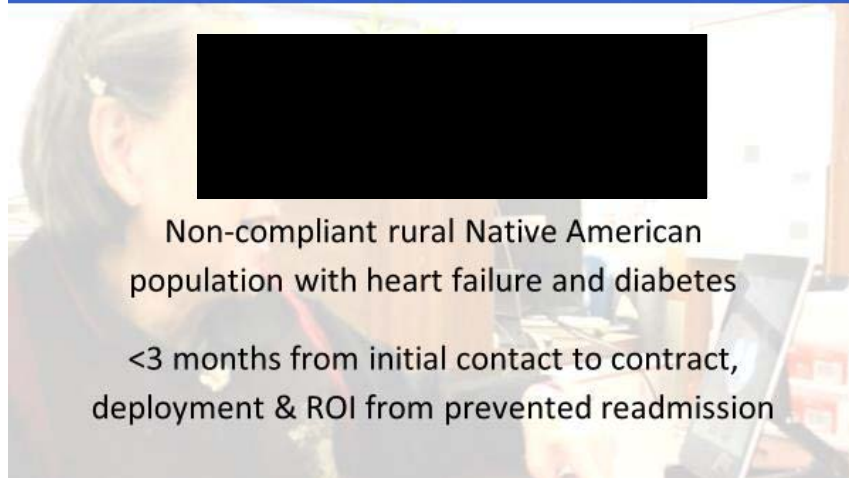 Non-compliant rural Native American
population with heart failure and diabetes
<3 months from initial contact to contract,
deployment & ROI from prevented readmission